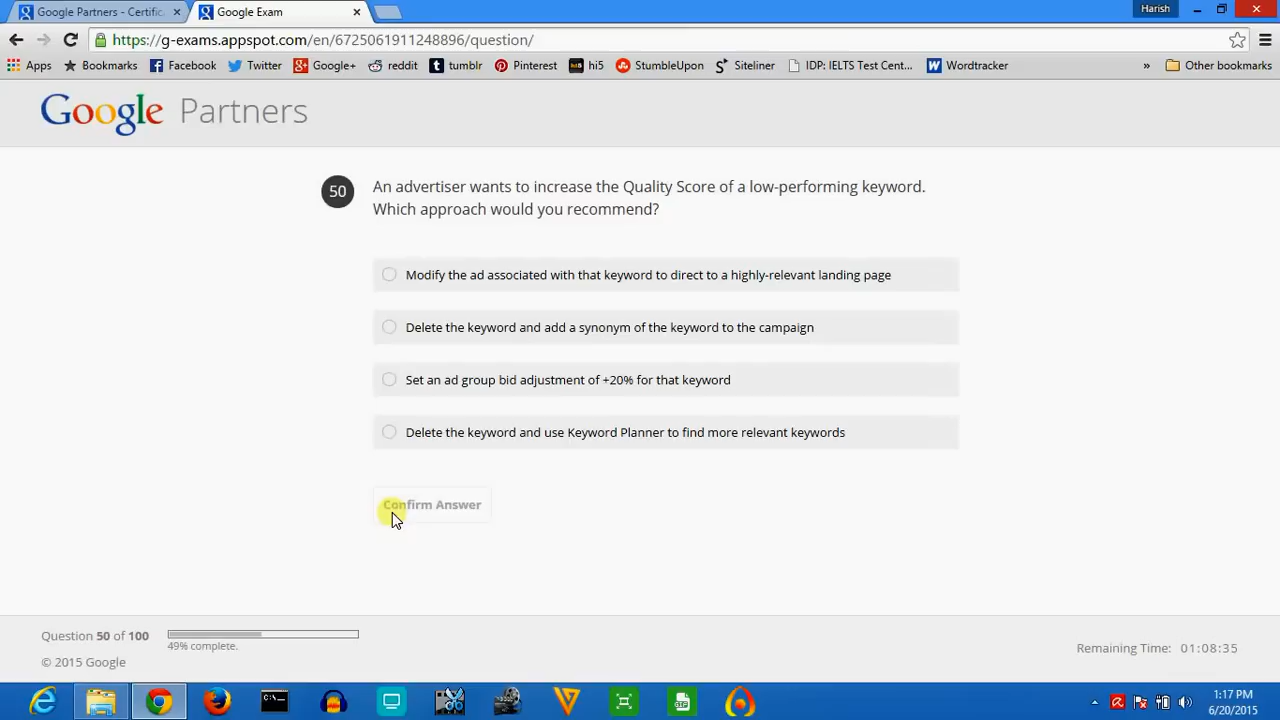 Google Partners - Certific
Google Exam
Harish
https://g-exams.appspot.com/en/6725061911248896/question/
Apps
Bookmarks
Facebook
Twitter
Google+
reddit
tumblr
Pinterest
hi5
StumbleUpon
Siteliner
IDP: IELTS Test Cent...
Wordtracker
»
Other bookmarks
Google Partners
50
An advertiser wants to increase the Quality Score of a low-performing keyword.
Which approach would you recommend?
Modify the ad associated with that keyword to direct to a highly-relevant landing page
Delete the keyword and add a synonym of the keyword to the campaign
Set an ad group bid adjustment of +20% for that keyword
Delete the keyword and use Keyword Planner to find more relevant keywords
Confirm Answer
Question 50 of 100
49% complete.
Remaining Time: 01:08:35
© 2015 Google
1:17 PM
6/20/2015